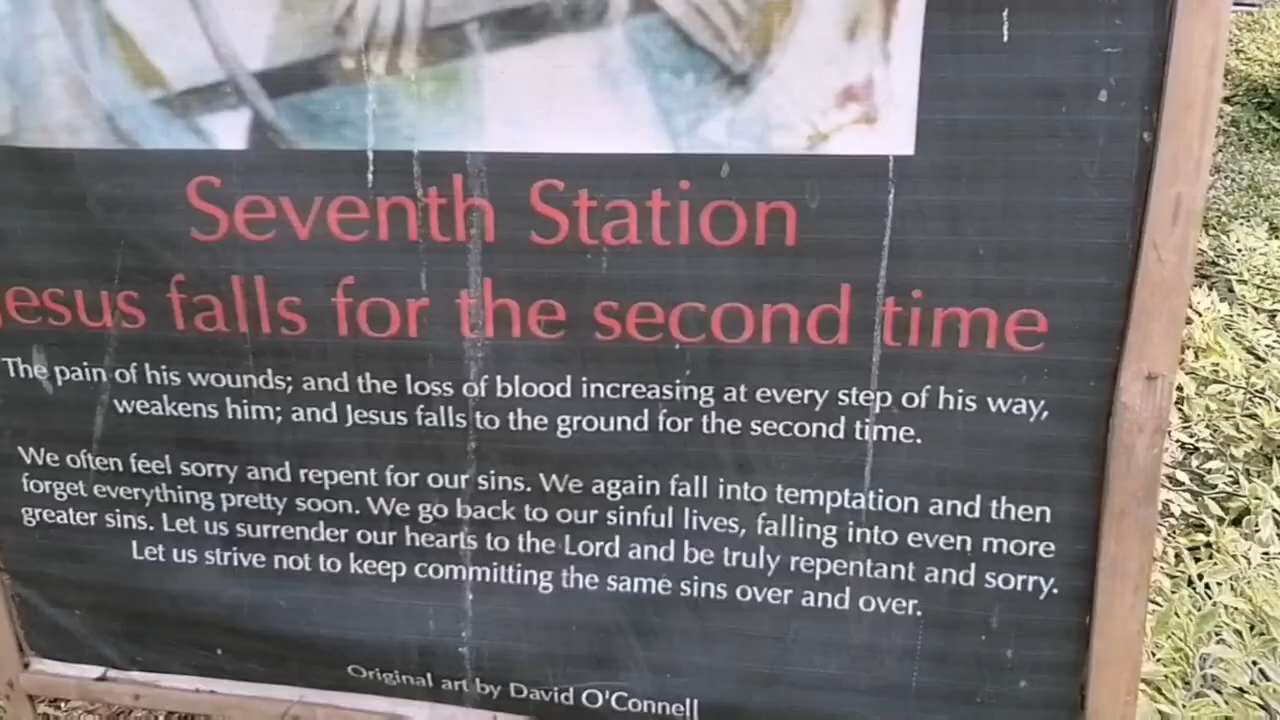 Seventh Station
Jesus falls for the second time
The pain of his wounds; and the loss of blood increasing at every step of his way,
weakens him; and Jesus falls to the ground for the second time.
We often feel sorry and repent for our sins. We again fall into temptation and then
forget everything pretty soon. We go back to our sinful lives, falling into even more
greater sins. Let us surrender our hearts to the Lord and be truly repentant and sorry.
Let us strive not to keep committing the same sins over and over.
Original art by David O'Connell